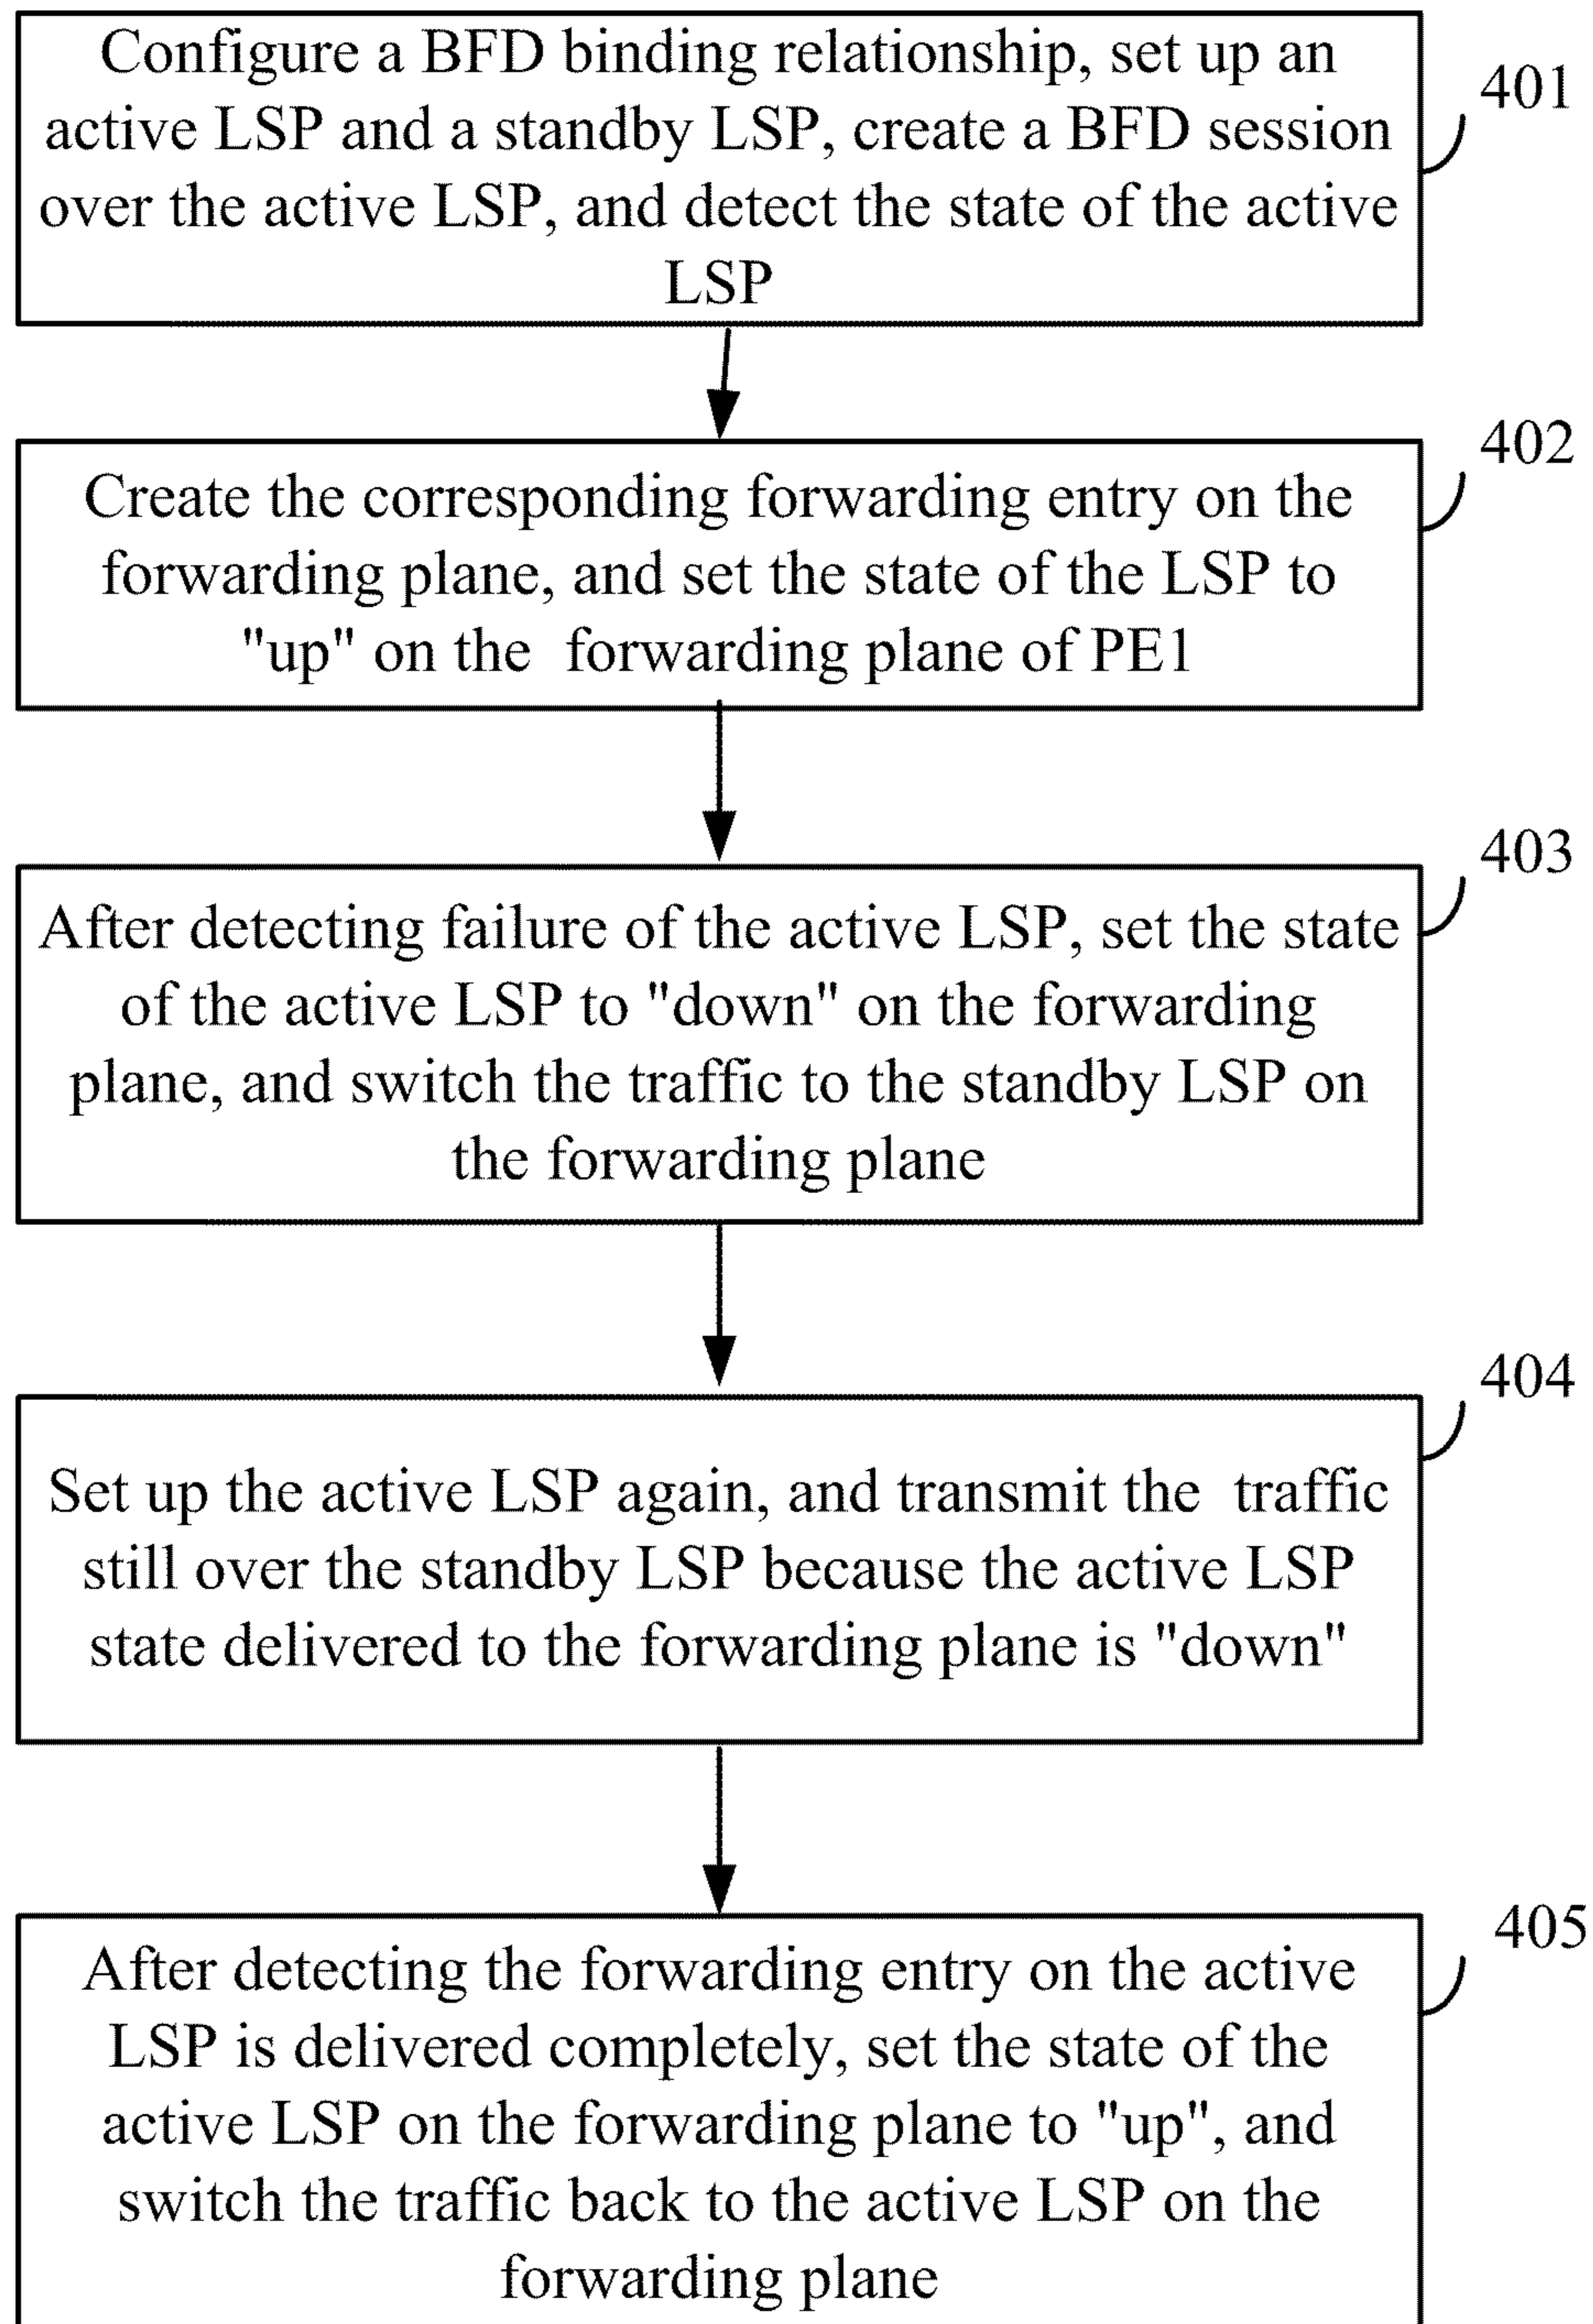 Configure a BFD binding relationship, set up an
active LSP and a standby LSP, create a BFD session
over the active LSP, and detect the state of the active
LSP
401
Create the corresponding forwarding entry on the
forwarding plane, and set the state of the LSP to
"up" on the forwarding plane of PE1
402
After detecting failure of the active LSP, set the state
of the active LSP to "down" on the forwarding
plane, and switch the traffic to the standby LSP on
the forwarding plane
403
Set up the active LSP again, and transmit the traffic
still over the standby LSP because the active LSP
state delivered to the forwarding plane is "down"
404
After detecting the forwarding entry on the active
LSP is delivered completely, set the state of the
active LSP on the forwarding plane to "up", and
switch the traffic back to the active LSP on the
forwarding plane
405